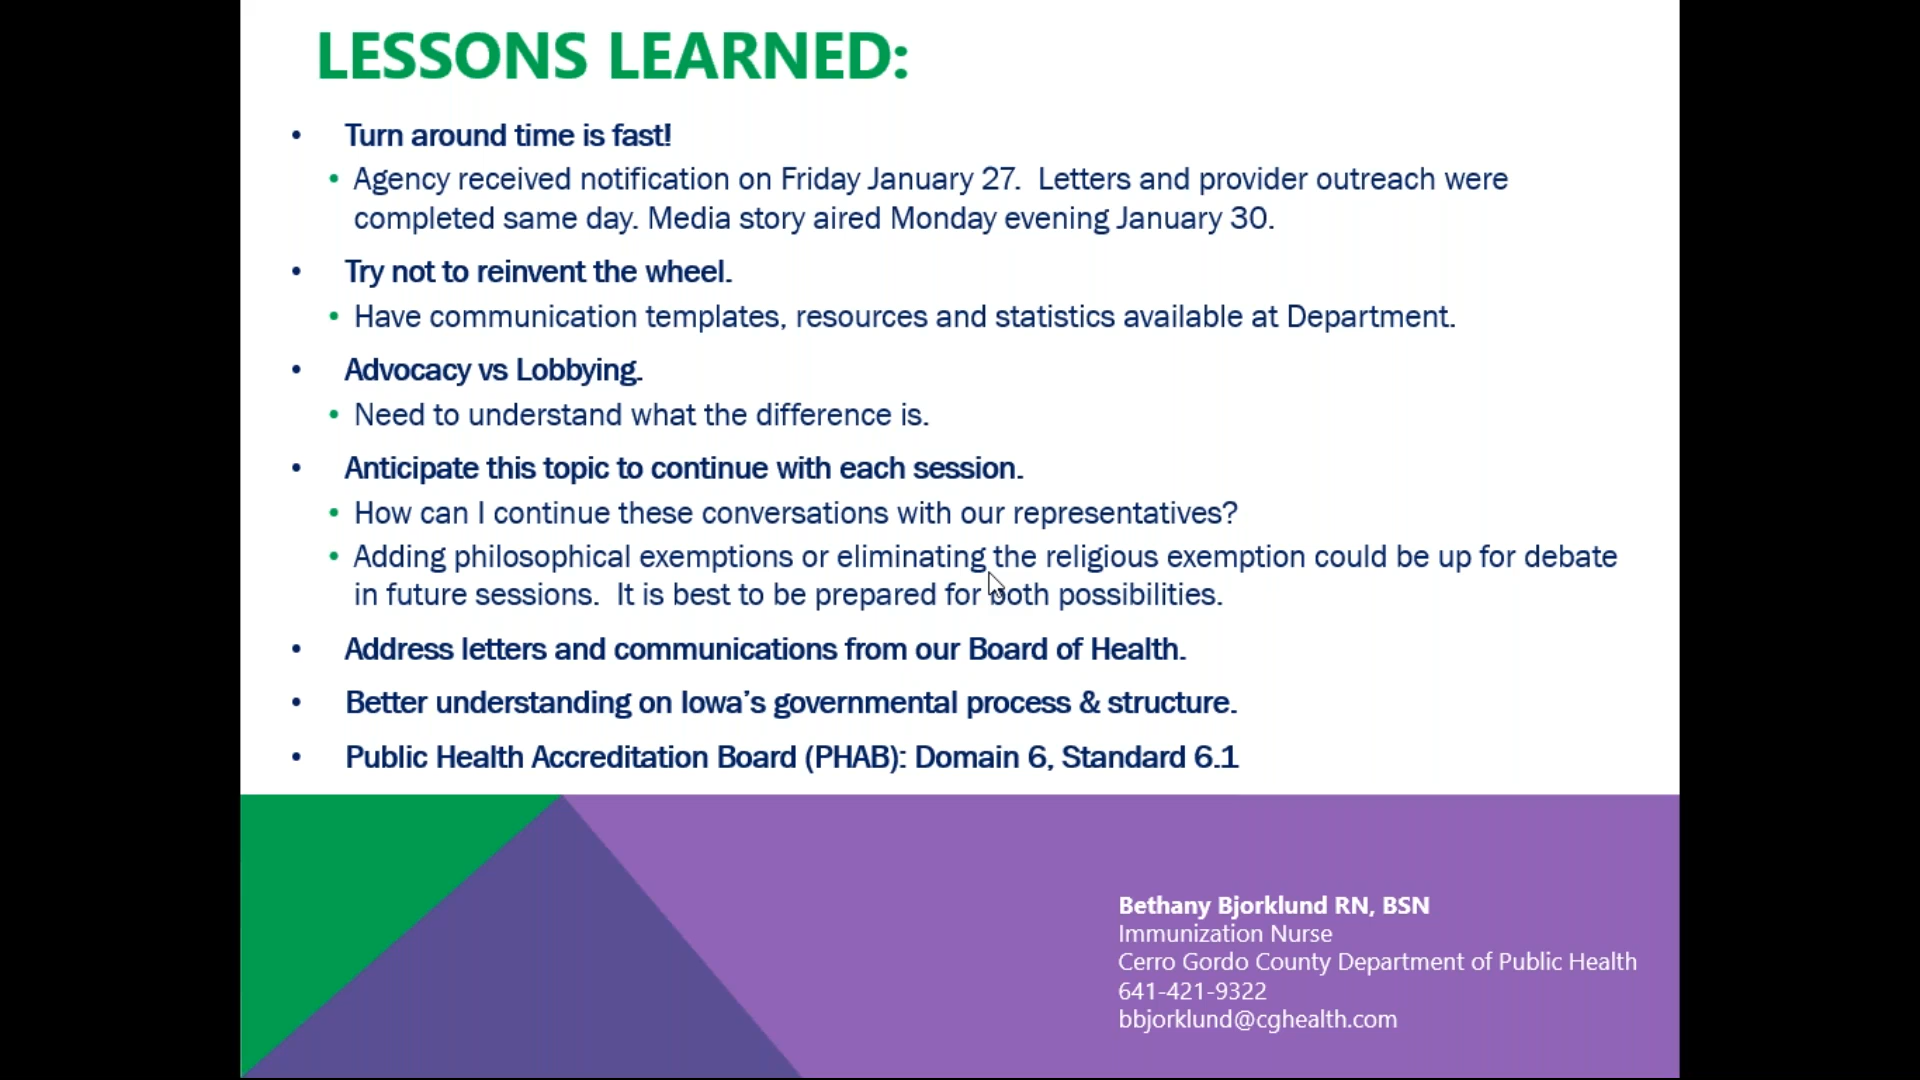 LESSONS LEARNED:
• Turn around time is fast!
• Agency received notification on Friday January 27.  Letters and provider outreach were
completed same day. Media story aired Monday evening January 30.
• Try not to reinvent the wheel.
• Have communication templates, resources and statistics available at Department.
• Advocacy vs Lobbying.
• Need to understand what the difference is.
• Anticipate this topic to continue with each session.
• How can I continue these conversations with our representatives?
• Adding philosophical exemptions or eliminating the religious exemption could be up for debate
in future sessions.  It is best to be prepared for both possibilities.
• Address letters and communications from our Board of Health.
• Better understanding on Iowa’s governmental process & structure.
• Public Health Accreditation Board (PHAB): Domain 6, Standard 6.1
Bethany Bjorklund RN, BSN
Immunization Nurse
Cerro Gordo County Department of Public Health
641-421-9322
bbjorklund@cghealth.com